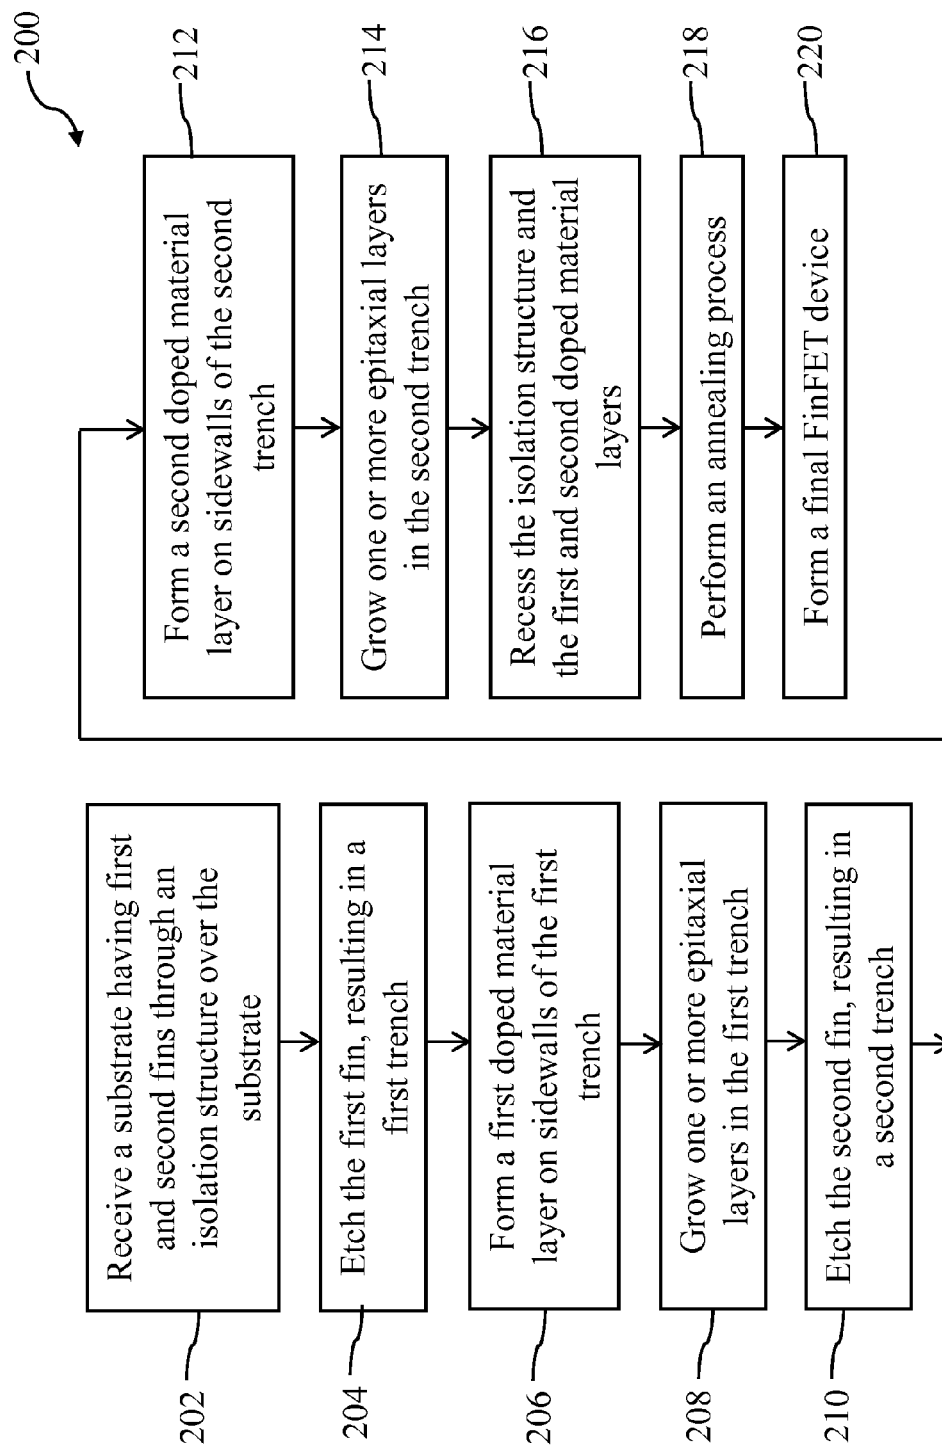 200
202
Receive a substrate having first
and second fins through an
isolation structure over the
substrate
204
Etch the first fin, resulting in a
first trench
206
Form a first doped material
layer on sidewalls of the first
trench
208
Grow one or more epitaxial
layers in the first trench
210
Etch the second fin, resulting in
a second trench
212
Form a second doped material
layer on sidewalls of the second
trench
214
Grow one or more epitaxial layers
in the second trench
216
Recess the isolation structure and
the first and second doped material
layers
218
Perform an annealing process
220
Form a final FinFET device